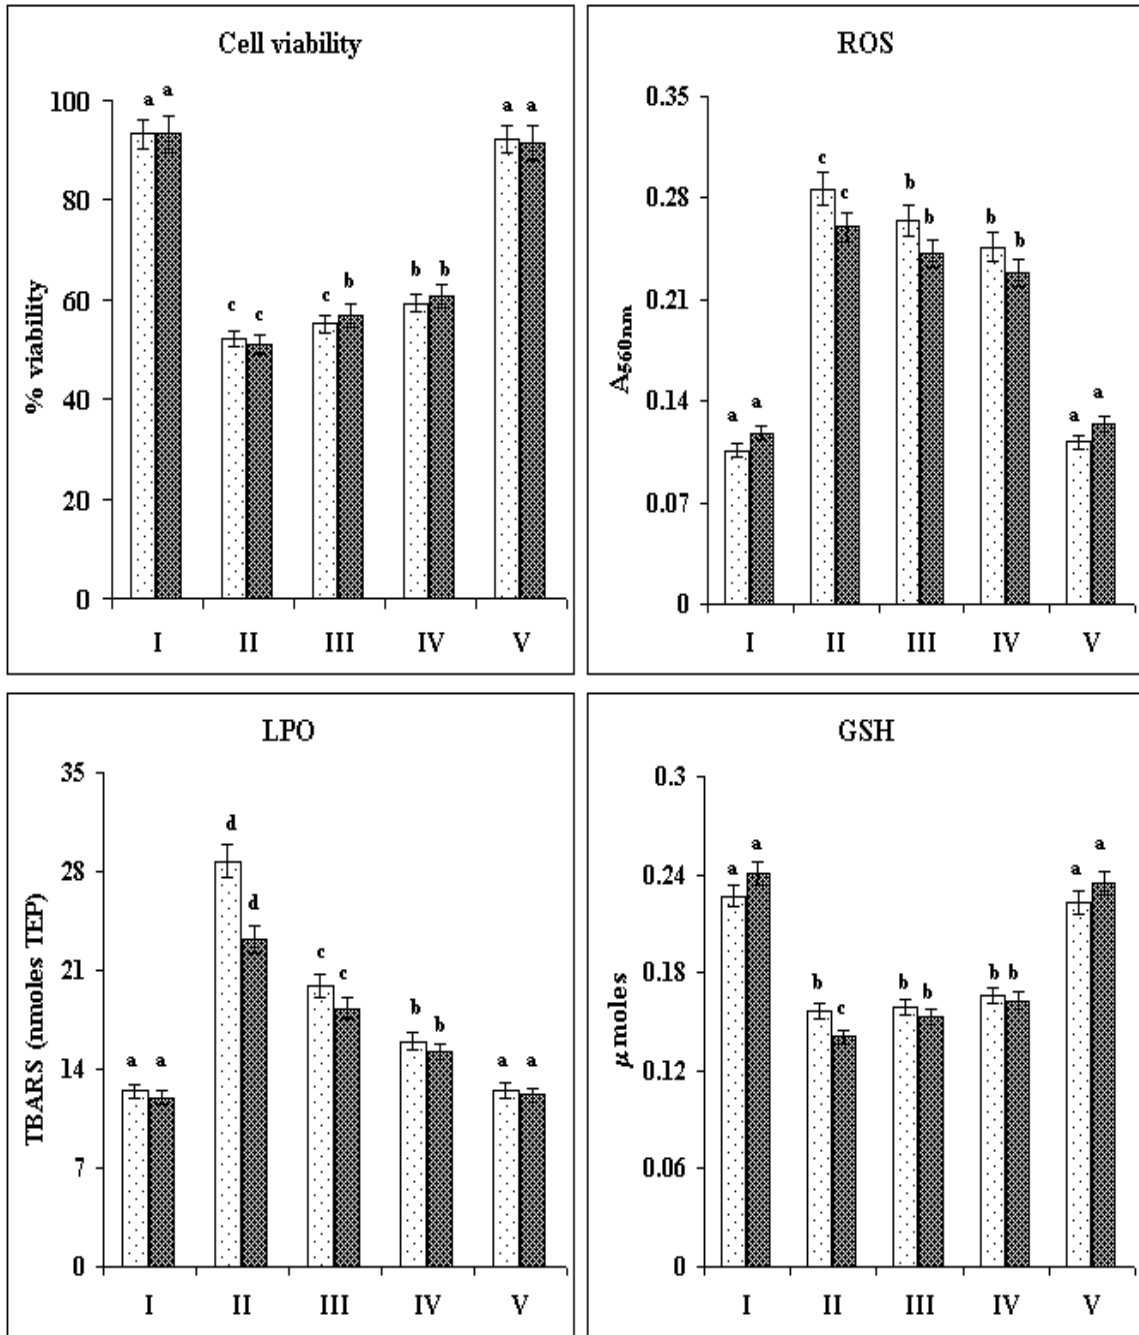 Cell viability
a a a a
100
80
60
40
20
0
% viability
c c c b b b
I II III IV V
ROS
0.35
0.28
0.21
0.14
0.07
0
A560nm
a a c c b b b b a a
I II III IV V
LPO
35
28
21
14
7
0
TBARS (nmoles TEP)
a a d d c c b b a a
I II III IV V
GSH
0.3
0.24
0.18
0.12
0.06
0
μmoles
a a b c b b b b a a
I II III IV V